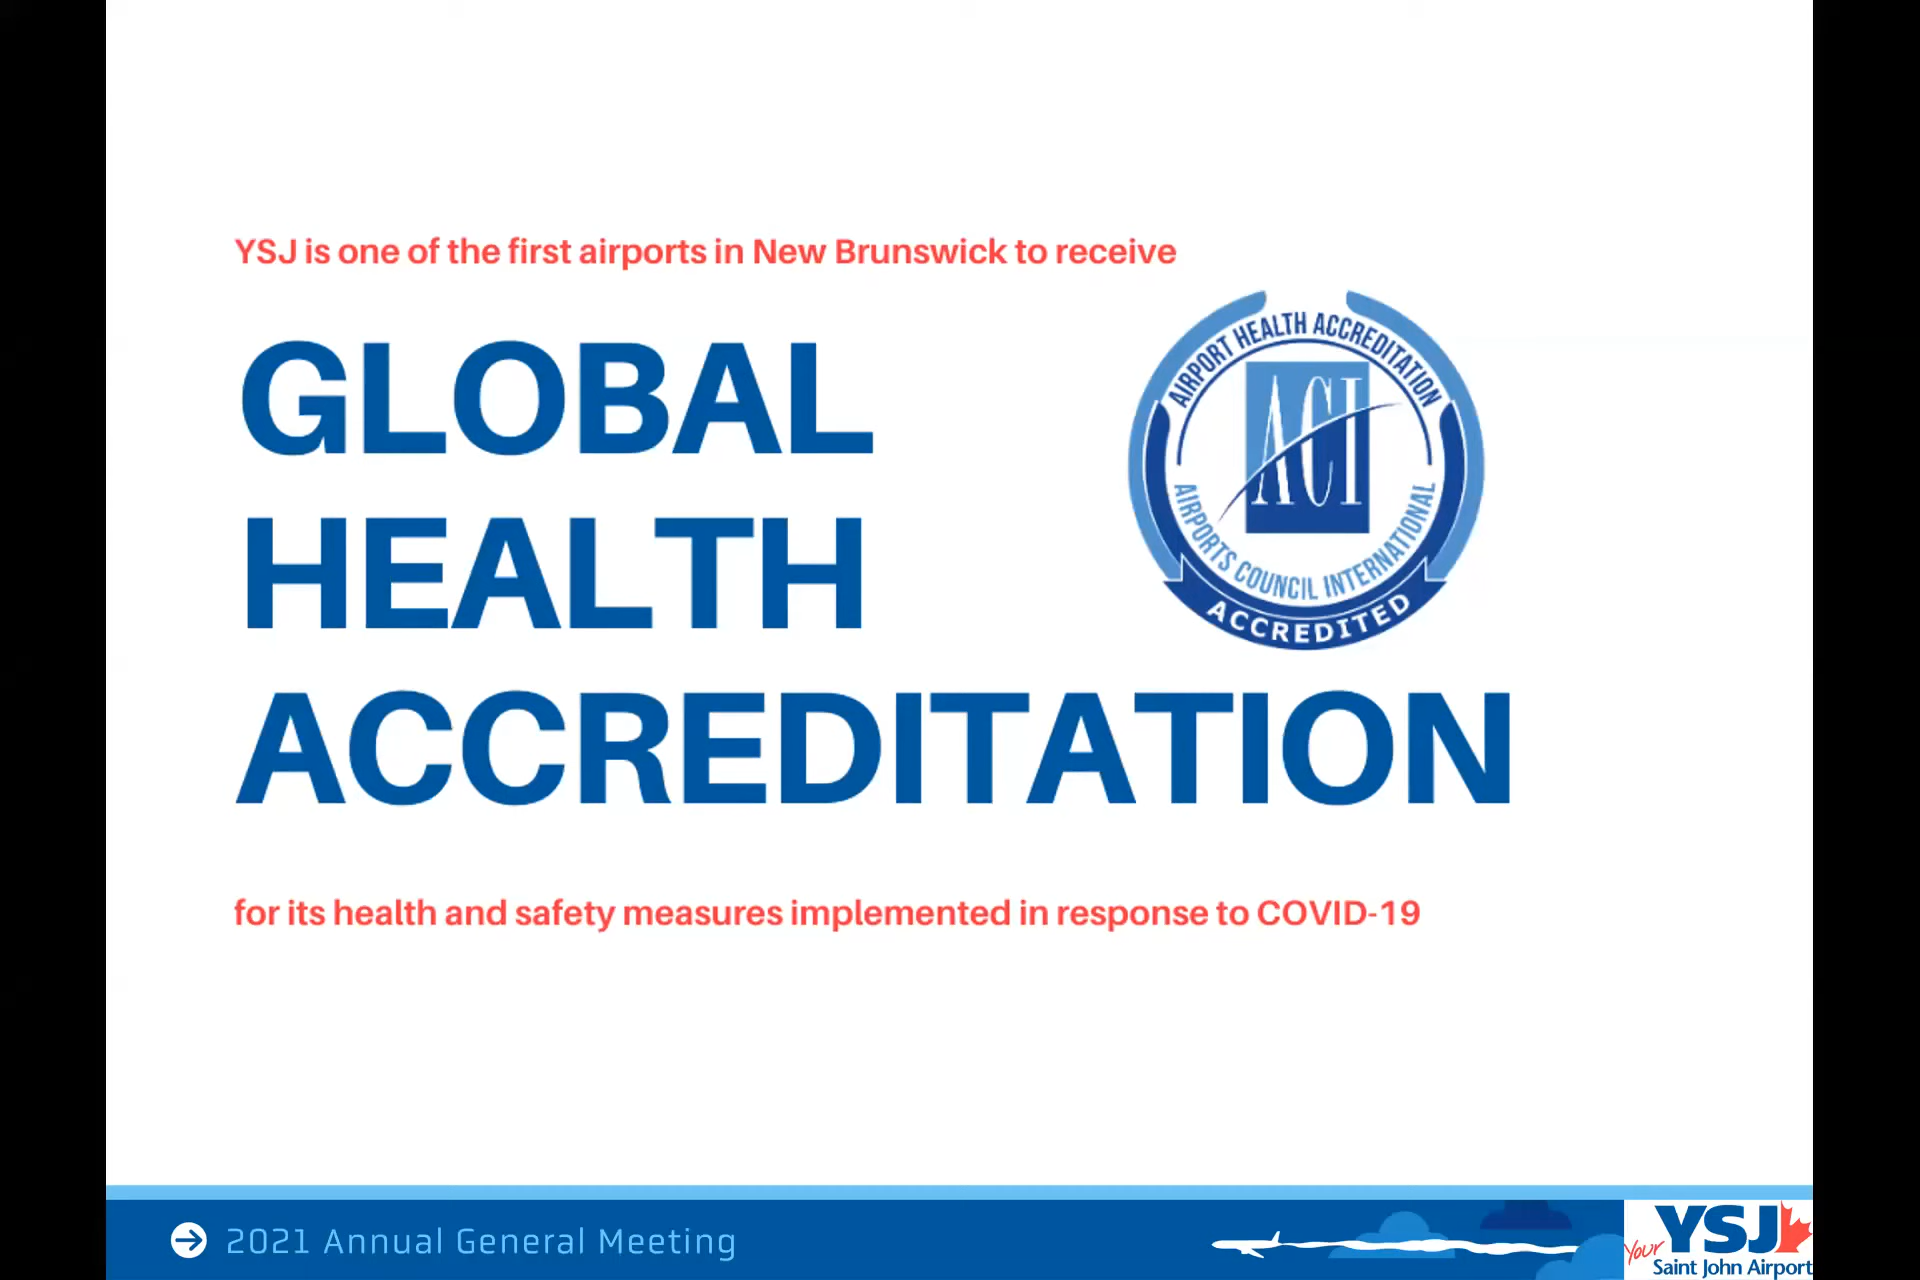 YSJ is one of the first airports in New Brunswick to receive
GLOBAL
HEALTH
ACCREDITATION
AIRPORT HEALTH ACCREDITATION
ACI
AIRPORTS COUNCIL INTERNATIONAL
ACCREDITED
for its health and safety measures implemented in response to COVID-19
2021 Annual General Meeting
Your YSJ
Saint John Airport